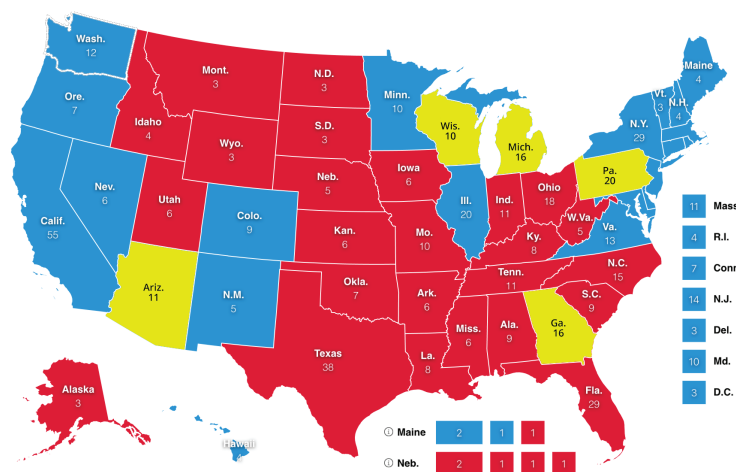 Wash.
12
Ore.
7
Calif.
55
Nev.
6
Idaho
4
Mont.
3
Wyo.
3
Utah
6
Colo.
9
Ariz.
11
N.M.
5
N.D.
3
S.D.
3
Neb.
5
Kan.
6
Okla.
7
Texas
38
Minn.
10
Iowa
6
Mo.
10
Ark.
6
La.
8
Wis.
10
Ill.
20
Mich.
16
Ind.
11
Ohio
18
Ky.
8
Tenn.
11
Miss.
6
Ala.
9
Ga.
16
Fla.
29
S.C.
9
N.C.
15
W.Va.
5
Va.
13
Pa.
20
N.Y.
29
Vt.
3
N.H.
4
Maine
4
Alaska
3
Hawaii
11 Mass
4 R.I.
7 Conn
14 N.J.
3 Del.
10 Md.
3 D.C.
Maine 2 1 1
Neb. 2 1 1 1